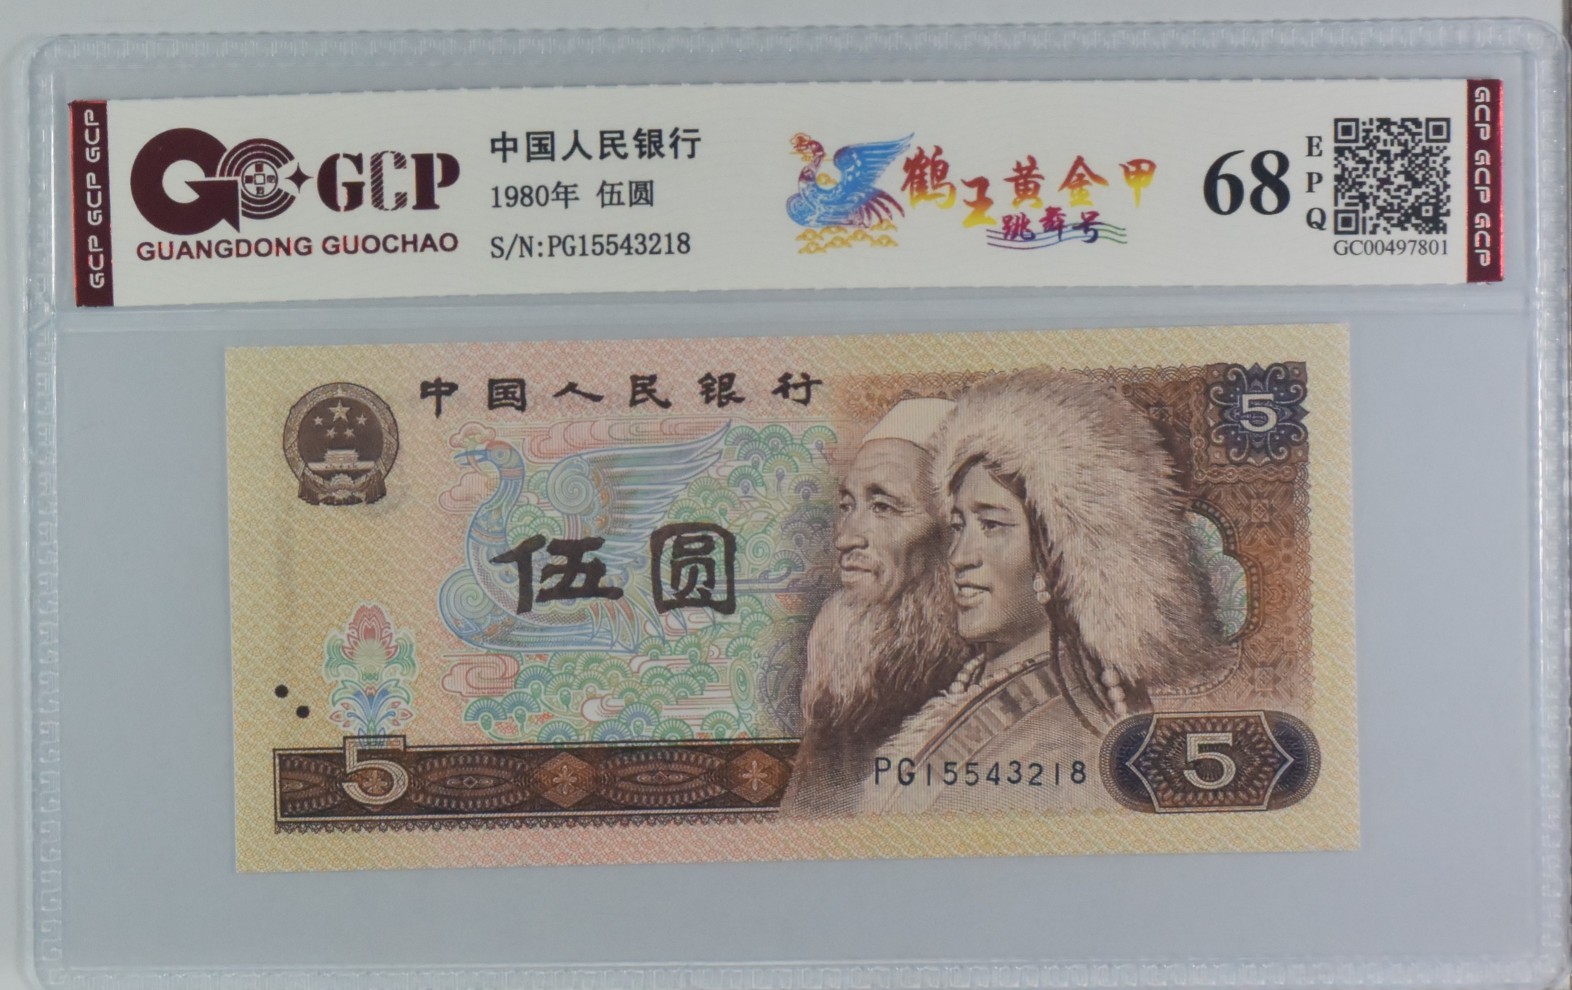 GCP GCP GCP
GCP
GUANGDONG GUOCHAO
中国人民银行
1980年 伍圆
S/N:PG15543218
鹤王黄金甲
跳舞号
68
EPQ
GC00497801
GCP GCP GCP
中国人民银行
5
伍圆
5
PG15543218
5